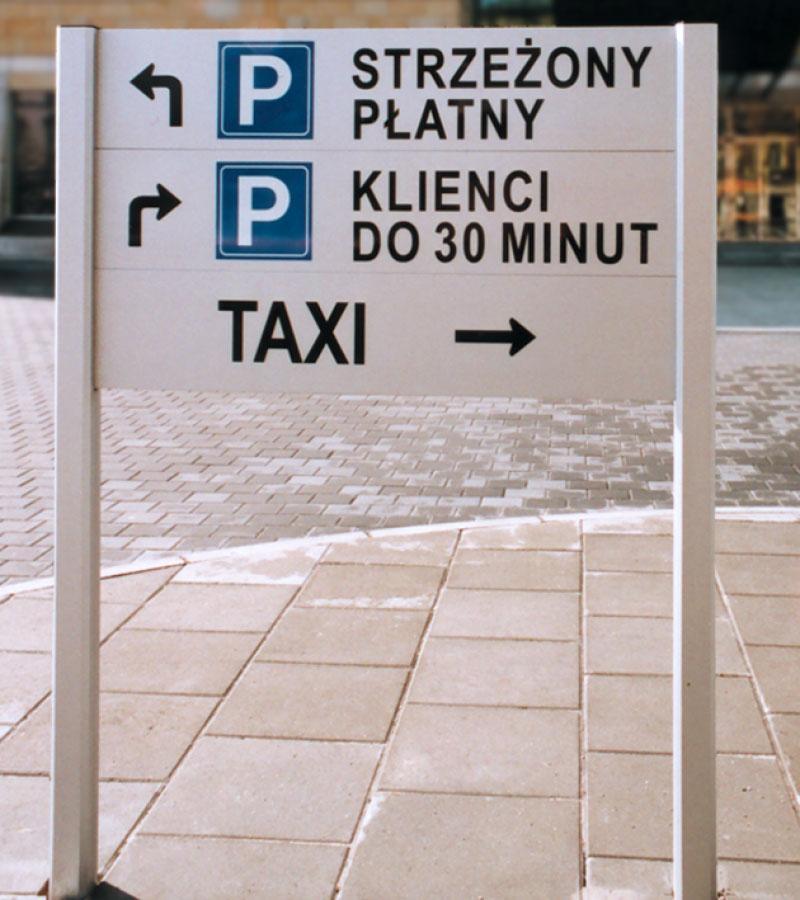 P STRZEŻONY
PŁATNY
P KLIENCI
DO 30 MINUT
TAXI